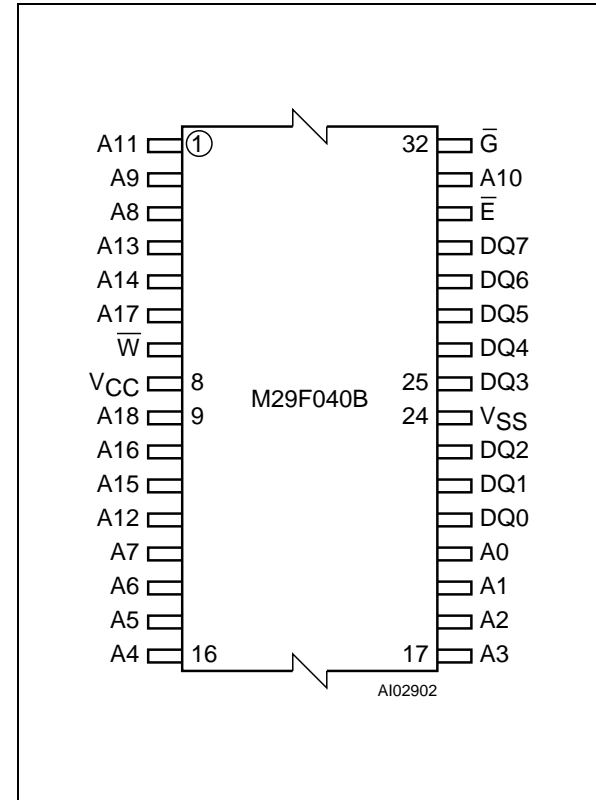 A11 ① 32 G̅
A9 A10
A8 E̅
A13 DQ7
A14 DQ6
A17 DQ5
W̅ DQ4
VCC 8 25 DQ3
M29F040B
A18 9 24 VSS
A16 DQ2
A15 DQ1
A12 DQ0
A7 A0
A6 A1
A5 A2
A4 16 17 A3
AI02902